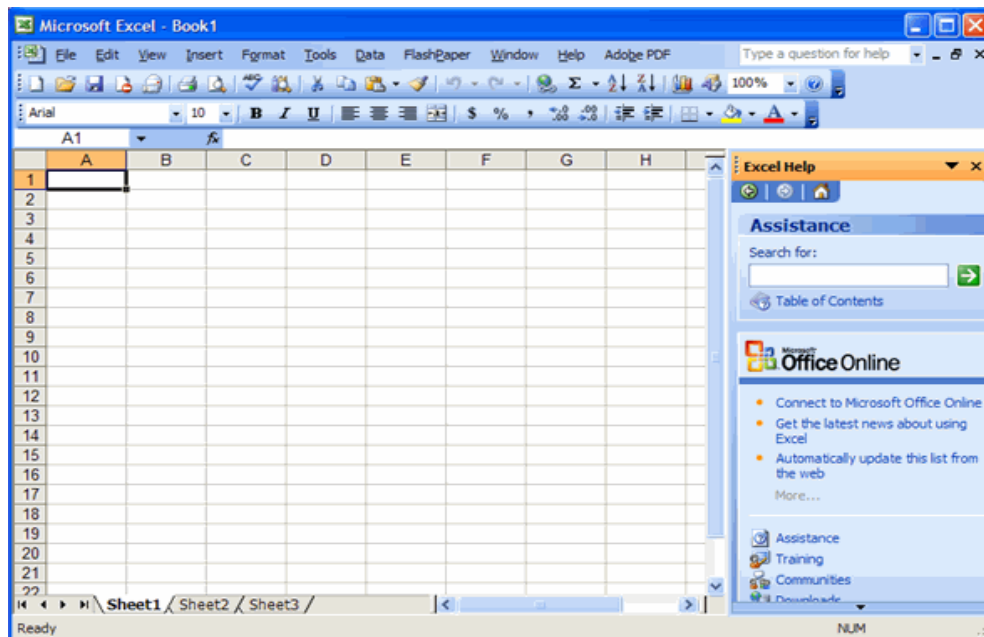 Microsoft Excel - Book1
File Edit View Insert Format Tools Data FlashPaper Window Help Adobe PDF Type a question for help
100%
Arial 10 B I U $ % ,
A1 fx
A B C D E F G H
Excel Help
1
2
3
4
5
6
7
8
9
10
11
12
13
14
15
16
17
18
19
20
21
22
Assistance
Search for:
Table of Contents
Microsoft
Office Online
Connect to Microsoft Office Online
Get the latest news about using
Excel
Automatically update this list from
the web
More...
Assistance
Training
Communities
Downloads
Sheet1 Sheet2 Sheet3
Ready NUM